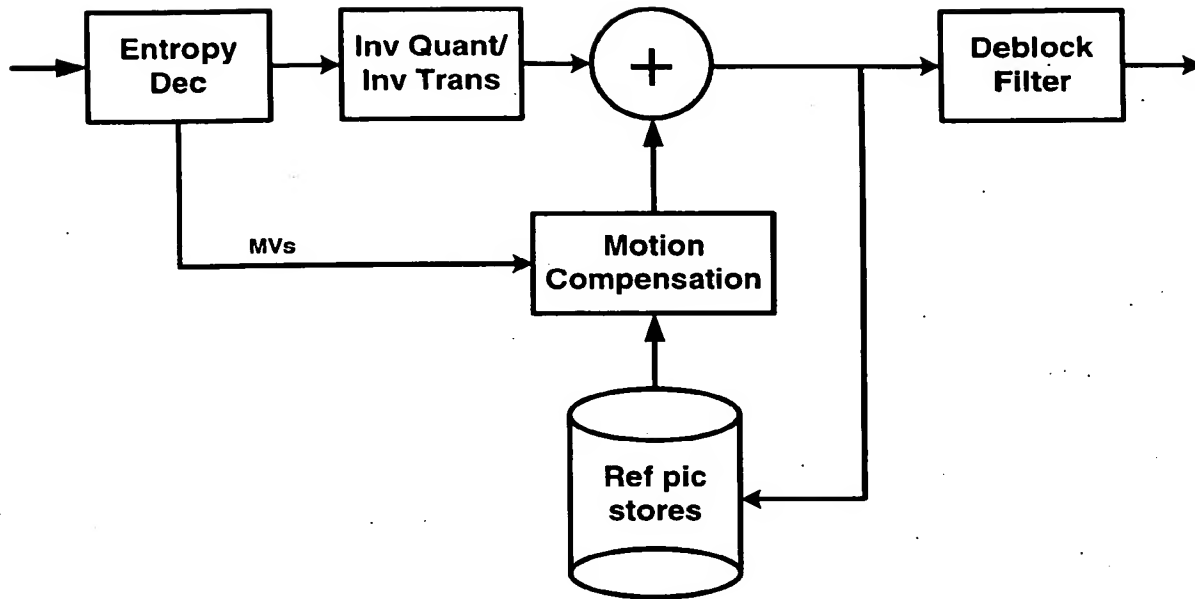 Entropy
Dec
Inv Quant/
Inv Trans
+
Deblock
Filter
MVs
Motion
Compensation
Ref pic
stores